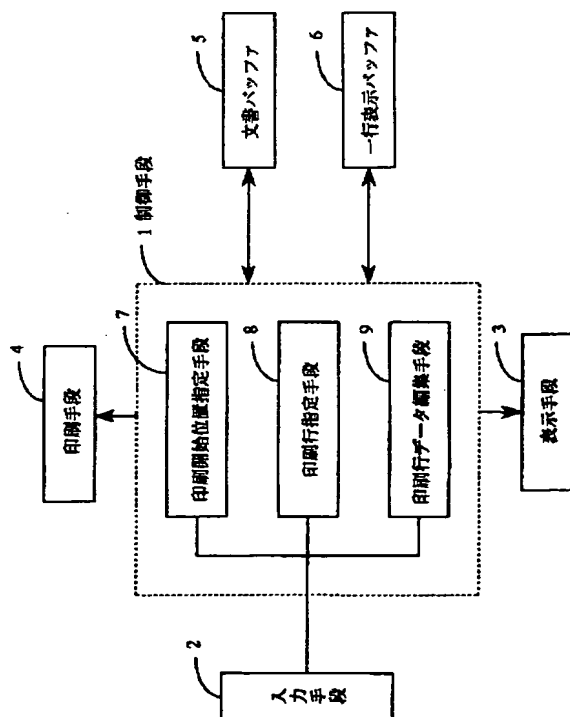 4
印刷手段
1 制御手段
7
印刷開始位置指定手段
5
文書バッファ
2
入力手段
8
印刷行指定手段
6
一行表示バッファ
9
印刷行データ編集手段
3
表示手段